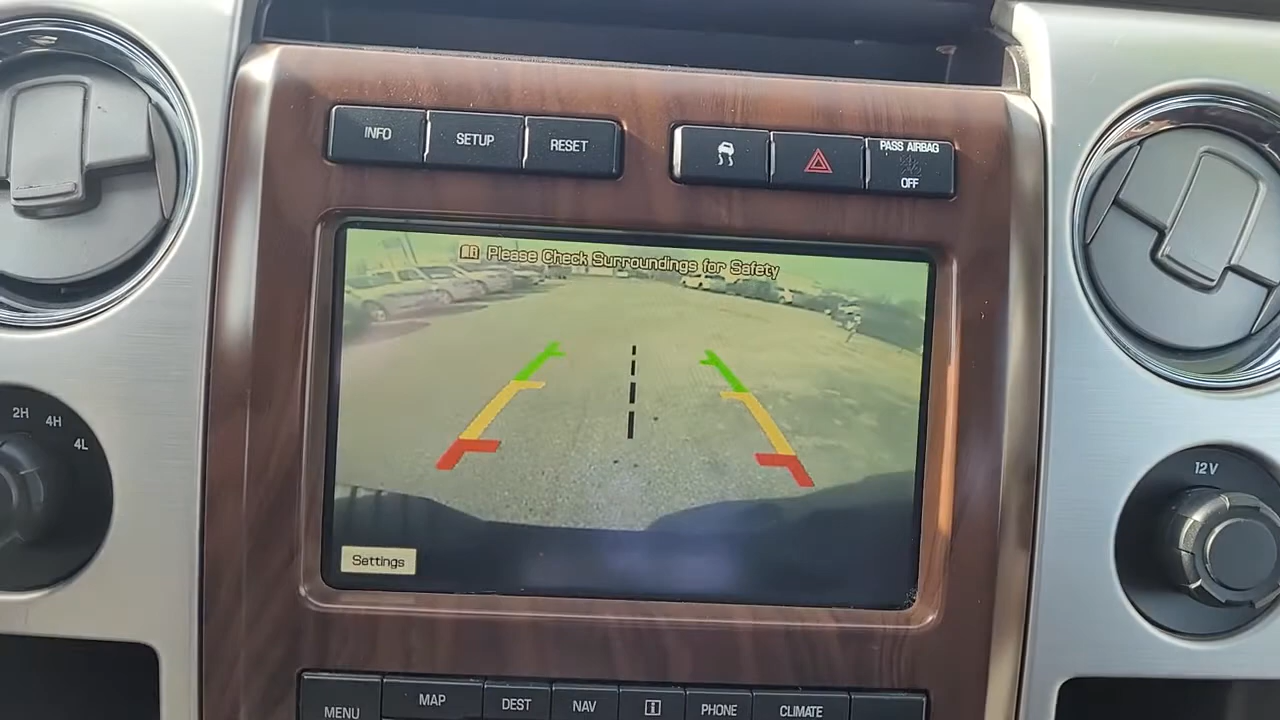 INFO
SETUP
RESET
PASS AIRBAG
OFF
Please Check Surroundings for Safety
2H
4H
4L
12V
Settings
MENU
MAP
DEST
NAV
i
PHONE
CLIMATE